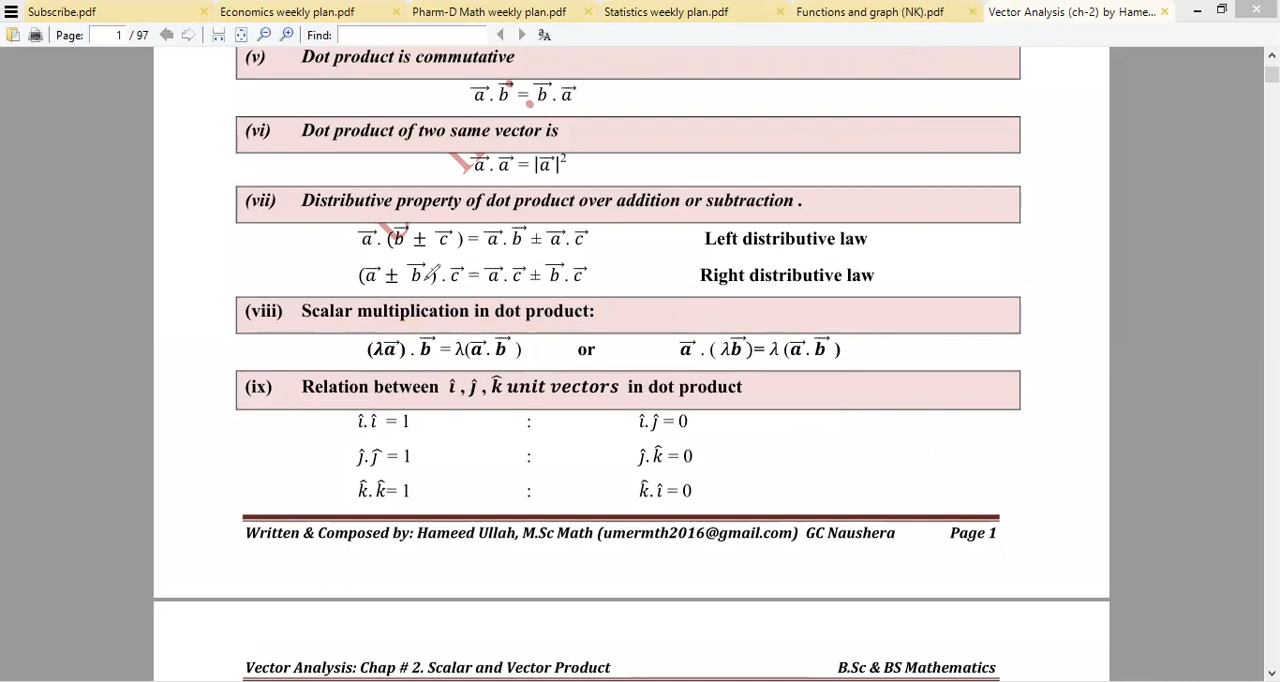 Subscribe.pdf Economics weekly plan.pdf Pharm-D Math weekly plan.pdf Statistics weekly plan.pdf Functions and graph (NK).pdf Vector Analysis (ch-2) by Hame...
Page: 1 / 97 Find:
(v) Dot product is commutative
a⃗ . b⃗ = b⃗ . a⃗
(vi) Dot product of two same vector is
a⃗ . a⃗ = |a⃗|²
(vii) Distributive property of dot product over addition or subtraction .
a⃗ . (b⃗ ± c⃗ ) = a⃗ . b⃗ ± a⃗ . c⃗ Left distributive law
(a⃗ ± b⃗ ) . c⃗ = a⃗ . c⃗ ± b⃗ . c⃗ Right distributive law
(viii) Scalar multiplication in dot product:
(λa⃗) . b⃗ = λ(a⃗ . b⃗ ) or a⃗ . ( λb⃗ )= λ (a⃗ . b⃗ )
(ix) Relation between î , ĵ , k̂ unit vectors in dot product
î. î = 1 : î. ĵ = 0
ĵ. ĵ = 1 : ĵ. k̂ = 0
k̂. k̂= 1 : k̂. î = 0
Written & Composed by: Hameed Ullah, M.Sc Math (umermth2016@gmail.com) GC Naushera Page 1
Vector Analysis: Chap # 2. Scalar and Vector Product B.Sc & BS Mathematics